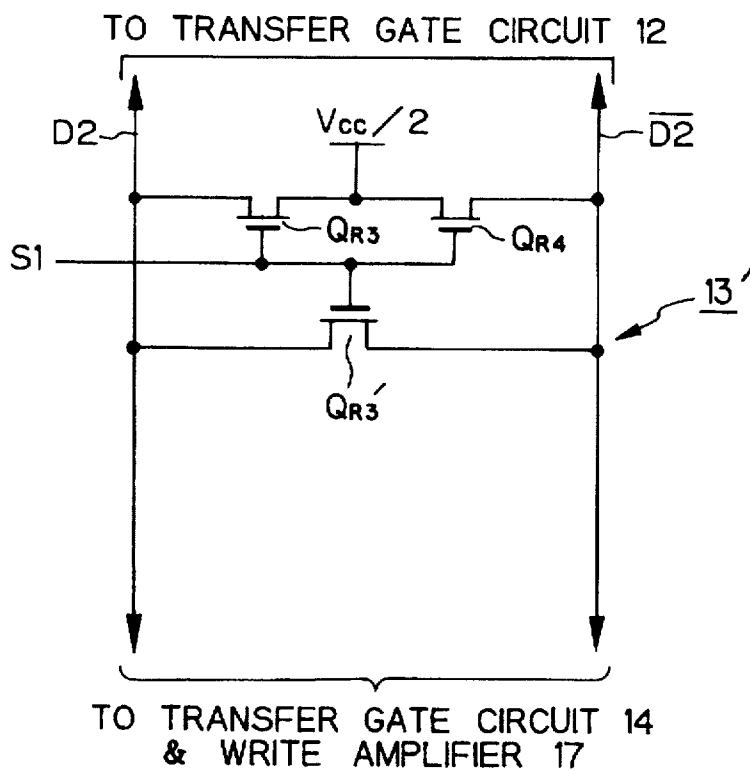 TO TRANSFER GATE CIRCUIT 12
D2
Vcc/2
D2̅
QR3
QR4
S1
13′
QR3′
TO TRANSFER GATE CIRCUIT 14
& WRITE AMPLIFIER 17